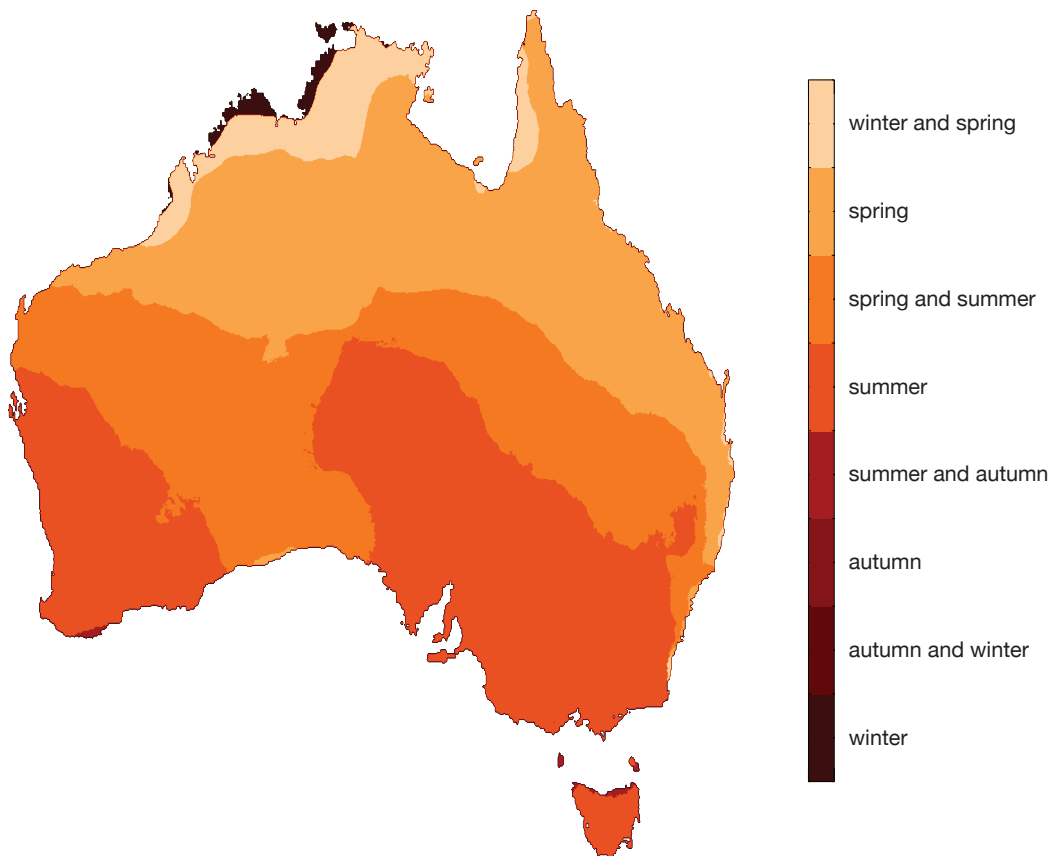 winter and spring
spring
spring and summer
summer
summer and autumn
autumn
autumn and winter
winter